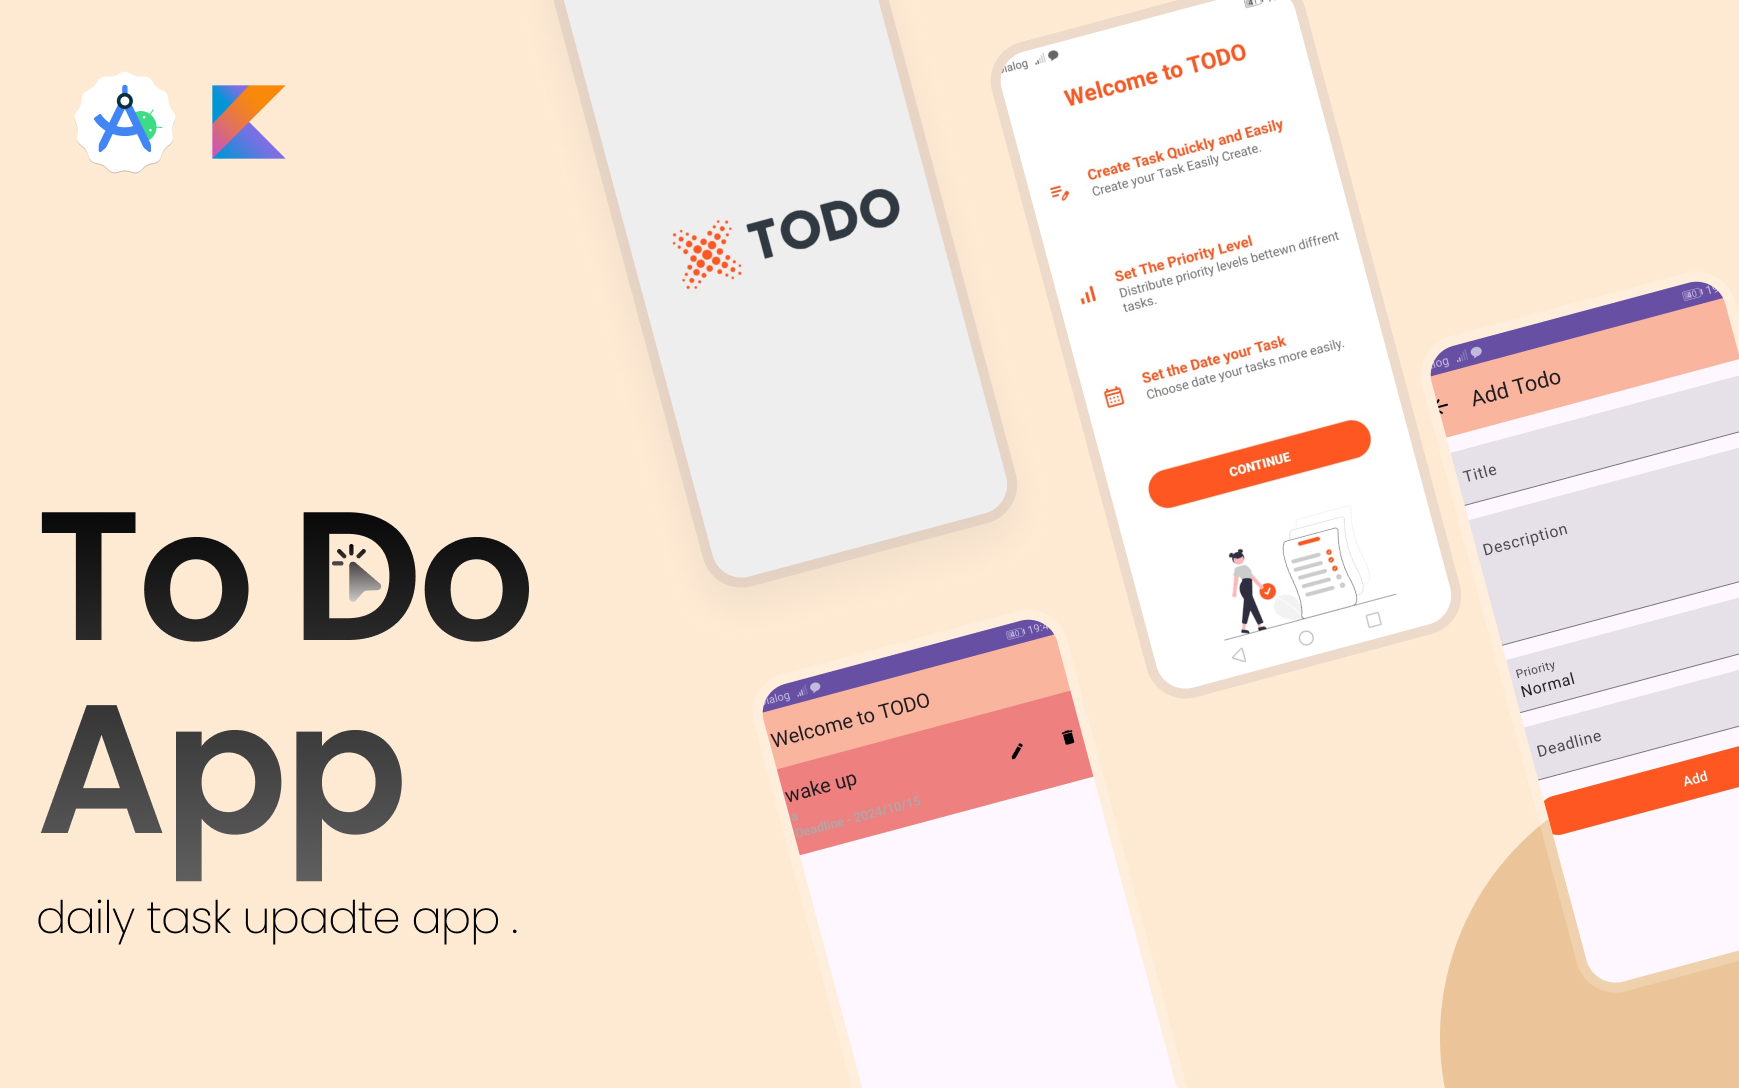 To Do
App
daily task upadte app .
TODO
Dialog
Welcome to TODO
Create Task Quickly and Easily
Create your Task Easily Create.
Set The Priority Level
Distribute priority levels bettewn diffrent
tasks.
Set the Date your Task
Choose date your tasks more easily.
CONTINUE
40 19:4
Welcome to TODO
wake up
a
Deadline - 2024/10/15
40
Add Todo
Title
Description
Priority
Normal
Deadline
Add